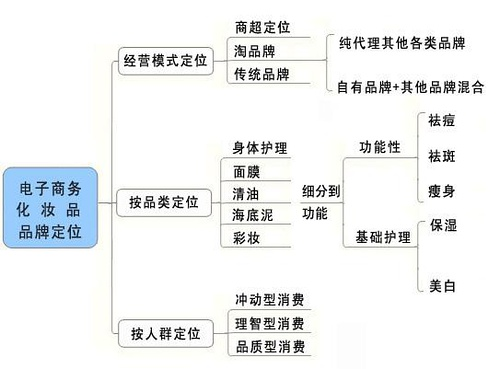 电子商务
化 妆 品
品牌定位
经营模式定位
商超定位
淘品牌
传统品牌
纯代理其他各类品牌
自有品牌+其他品牌混合
按品类定位
身体护理
面膜
清油
海底泥
彩妆
细分到
功能
功能性
祛痘
祛斑
瘦身
基础护理
保湿
美白
按人群定位
冲动型消费
理智型消费
品质型消费